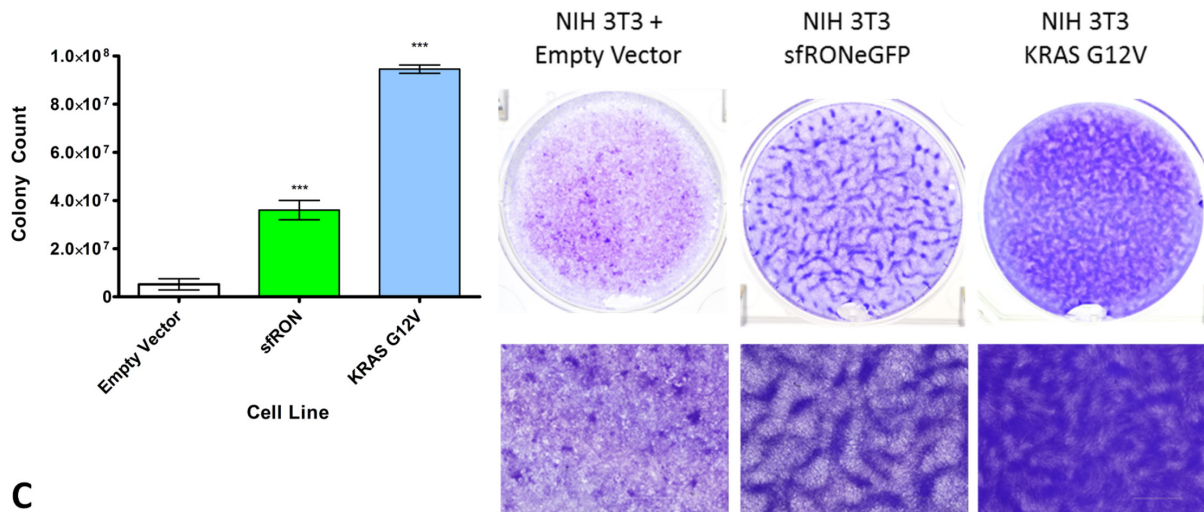 NIH 3T3 +
Empty Vector
NIH 3T3
sfRONeGFP
NIH 3T3
KRAS G12V
Colony Count
1.0×10⁸
8.0×10⁷
6.0×10⁷
4.0×10⁷
2.0×10⁷
0
***
***
Empty Vector
sfRON
KRAS G12V
Cell Line
C